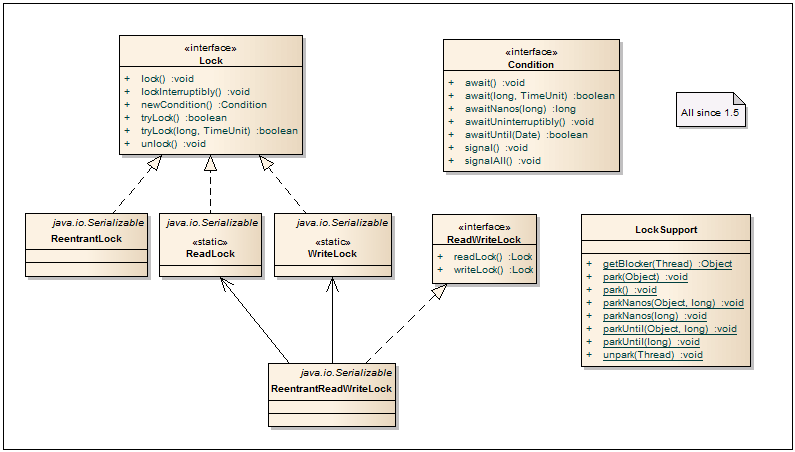 «interface»
Lock
+ lock() :void
+ lockInterruptibly() :void
+ newCondition() :Condition
+ tryLock() :boolean
+ tryLock(long, TimeUnit) :boolean
+ unlock() :void
«interface»
Condition
+ await() :void
+ await(long, TimeUnit) :boolean
+ awaitNanos(long) :long
+ awaitUninterruptibly() :void
+ awaitUntil(Date) :boolean
+ signal() :void
+ signalAll() :void
All since 1.5
java.io.Serializable
ReentrantLock
java.io.Serializable
«static»
ReadLock
java.io.Serializable
«static»
WriteLock
«interface»
ReadWriteLock
+ readLock() :Lock
+ writeLock() :Lock
LockSupport
+ getBlocker(Thread) :Object
+ park(Object) :void
+ park() :void
+ parkNanos(Object, long) :void
+ parkNanos(long) :void
+ parkUntil(Object, long) :void
+ parkUntil(long) :void
+ unpark(Thread) :void
java.io.Serializable
ReentrantReadWriteLock